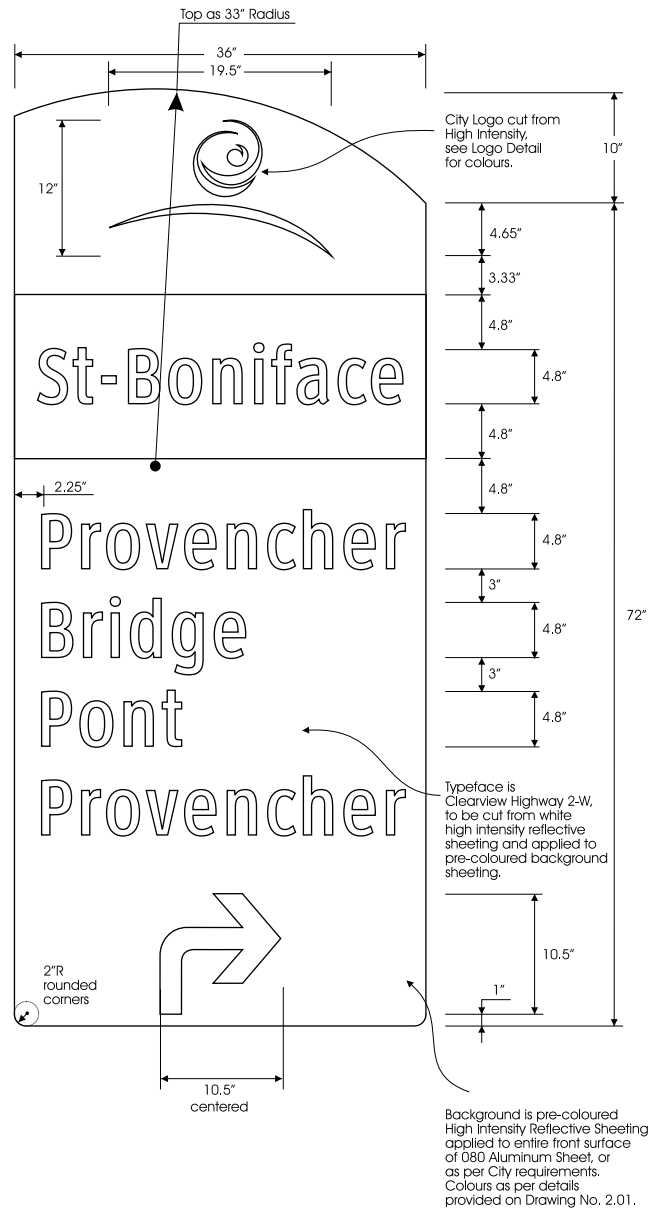 Top as 33" Radius
36"
19.5"
City Logo cut from
High Intensity,
see Logo Detail
for colours.
10"
12"
4.65"
3.33"
4.8"
St-Boniface
4.8"
4.8"
2.25"
4.8"
Provencher
4.8"
3"
Bridge
4.8"
72"
3"
Pont
4.8"
Typeface is
Clearview Highway 2-W,
to be cut from white
high intensity reflective
sheeting and applied to
pre-coloured background
sheeting.
Provencher
10.5"
2"R
rounded
corners
1"
10.5"
centered
Background is pre-coloured
High Intensity Reflective Sheeting
applied to entire front surface
of 080 Aluminum Sheet, or
as per City requirements.
Colours as per details
provided on Drawing No. 2.01.